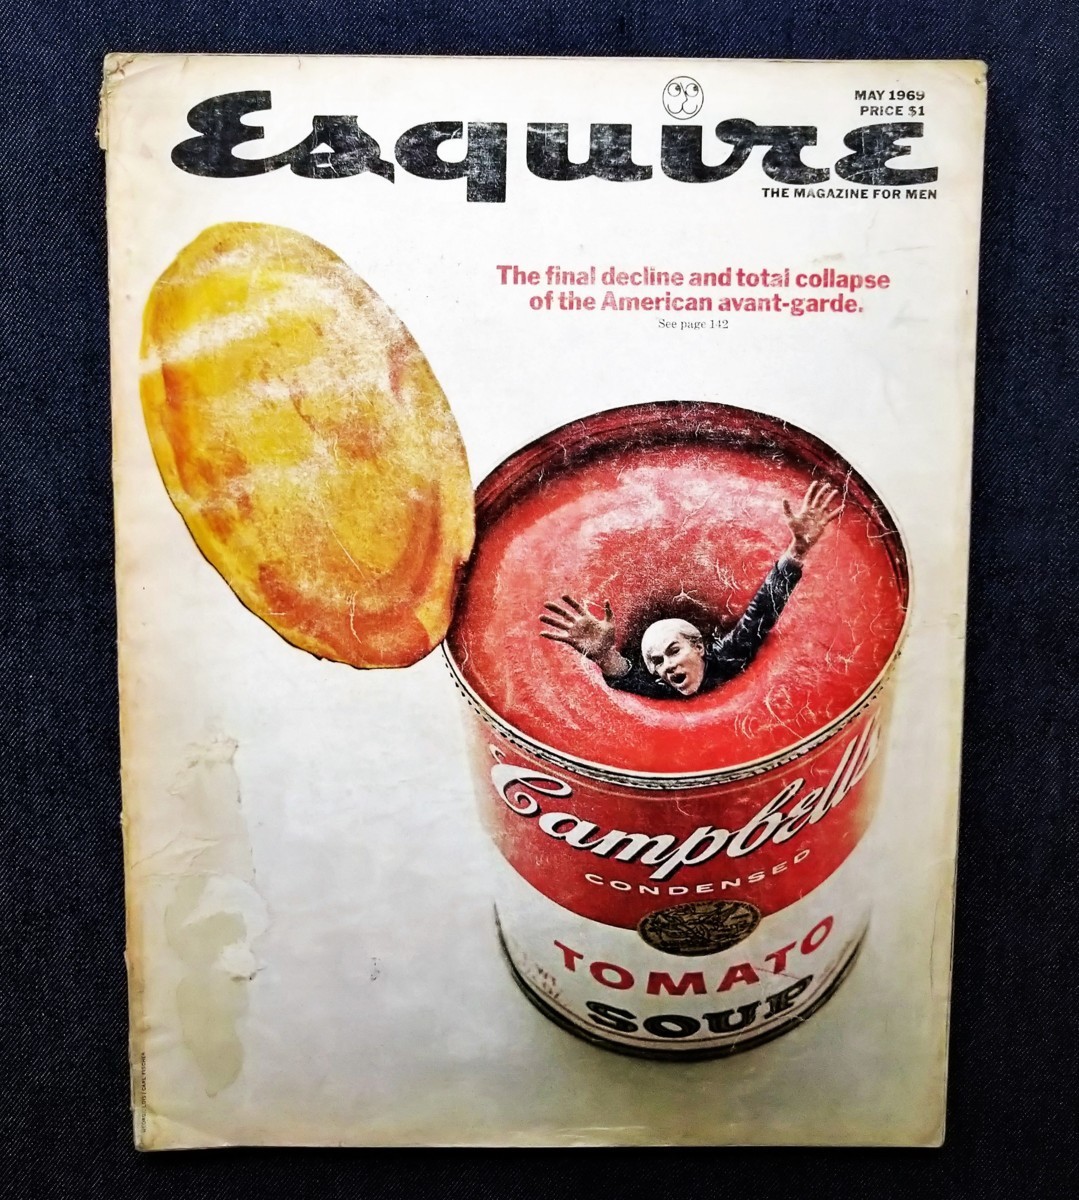 Esquire
MAY 1969
PRICE $1
THE MAGAZINE FOR MEN
The final decline and total collapse
of the American avant-garde.
See page 142
Campbell's
CONDENSED
TOMATO
SOUP